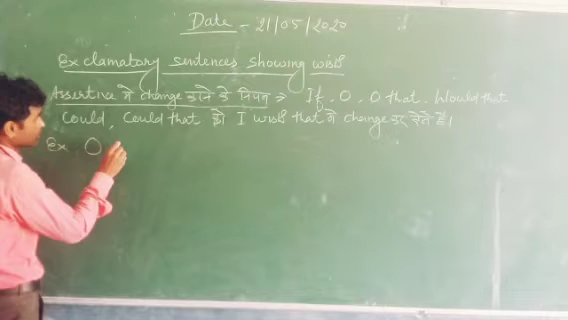 Date - 21/05/2020
Exclamatory sentences showing wish
Assertive में change करने के नियम ⇒ If, O, O that, Would that
could, Could that को I wish that में change कर देते हैं।
Ex O